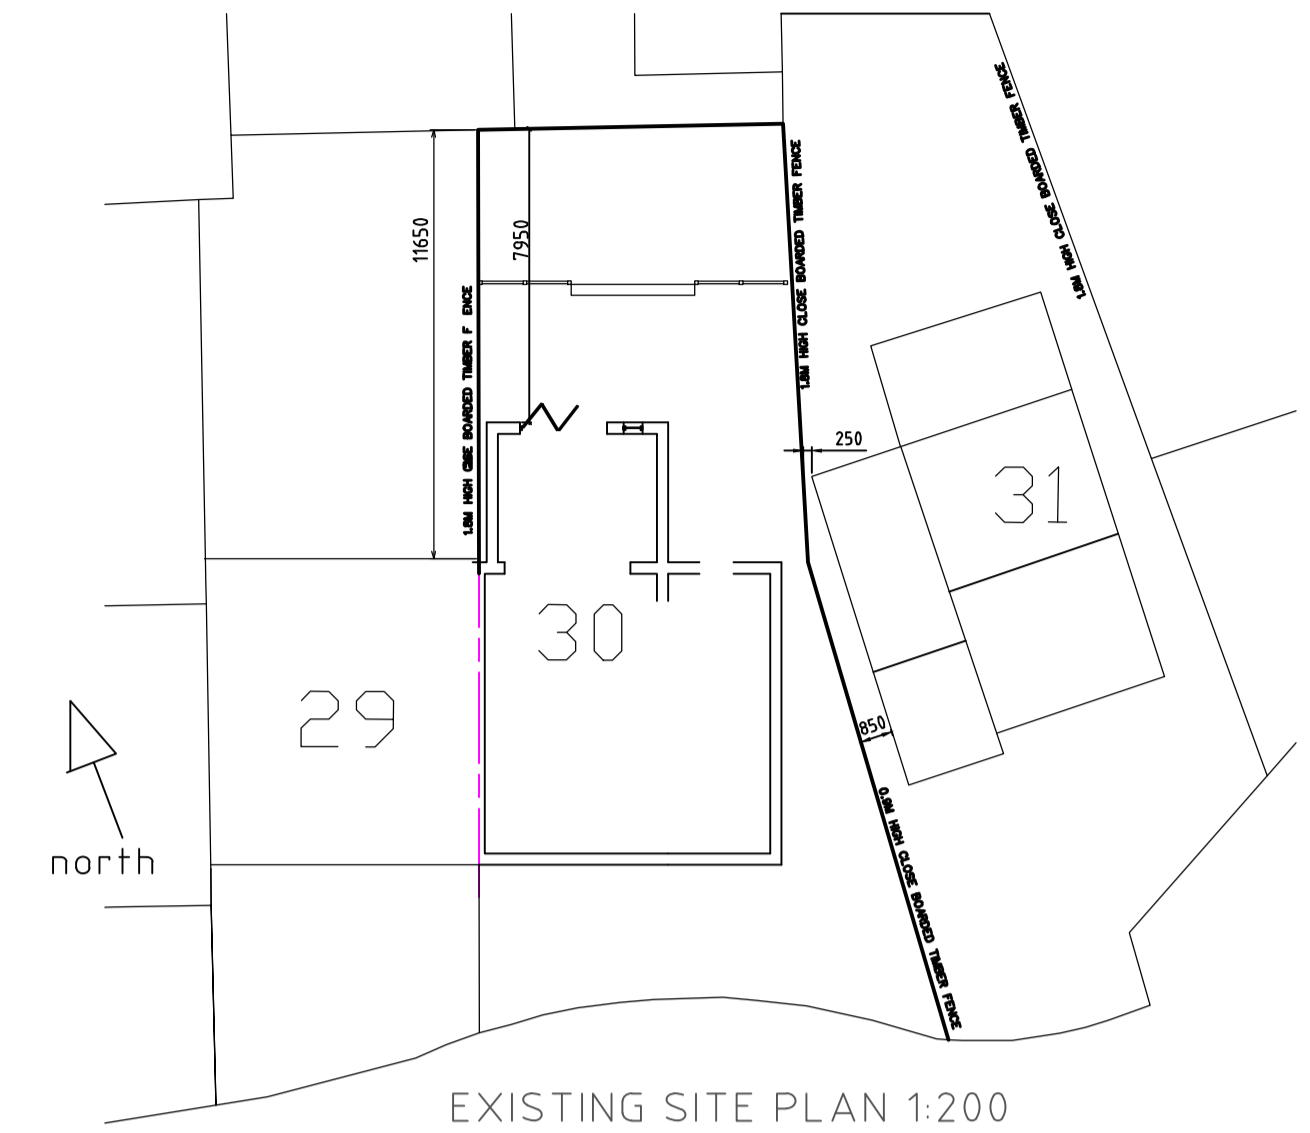 1.8M HIGH CLOSE BOARDED TIMBER FENCE
1.8M HIGH CLOSE BOARDED TIMBER FENCE
11650
7950
1.8M HIGH BOARDED TIMBER F ENCE
250
31
30
29
850
north
0.9M HIGH CLOSE BOARDED TIMBER FENCE
EXISTING SITE PLAN 1:200